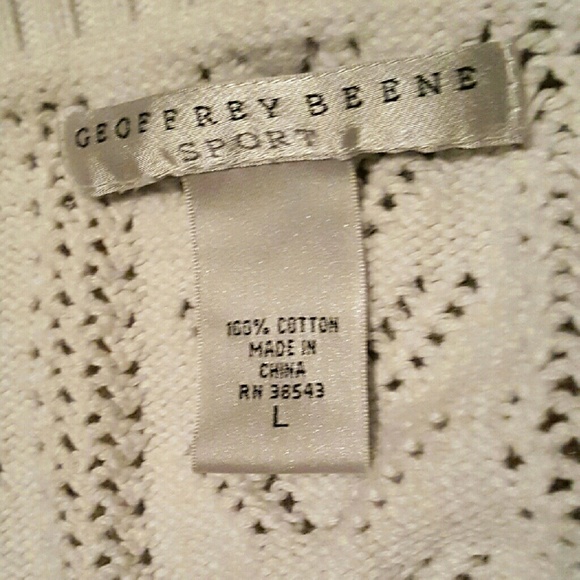 GEOFFREY BEENE
SPORT
100% COTTON
MADE IN
CHINA
RN 38543
L